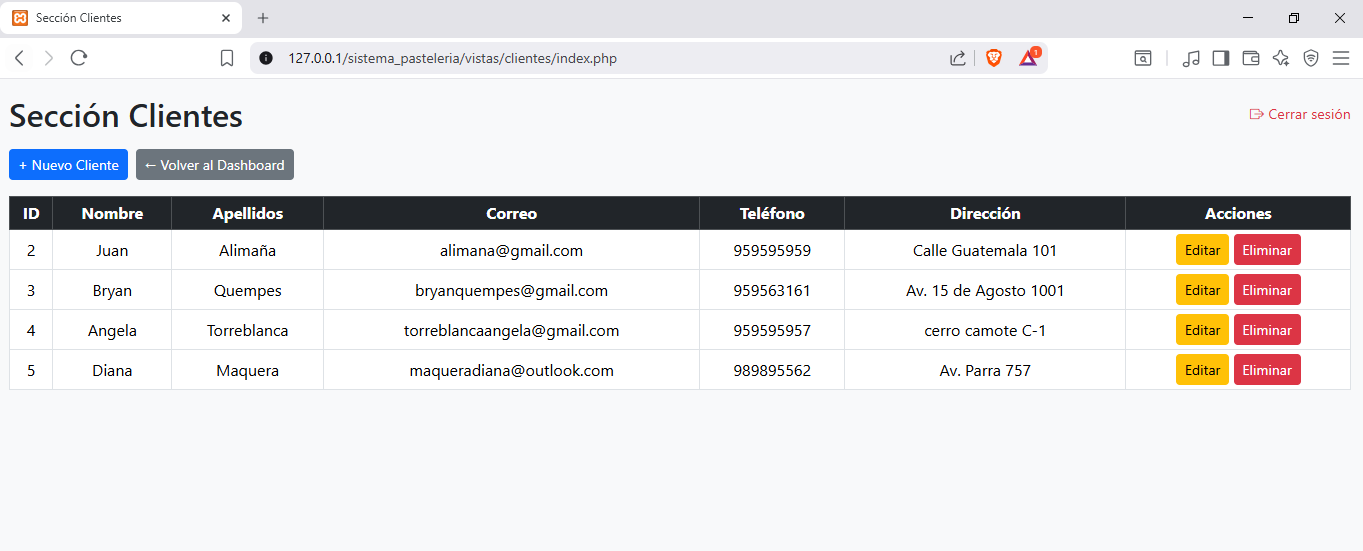 Sección Clientes
127.0.0.1/sistema_pasteleria/vistas/clientes/index.php
1
Sección Clientes
Cerrar sesión
+ Nuevo Cliente ← Volver al Dashboard
ID Nombre Apellidos Correo Teléfono Dirección Acciones
2 Juan Alimaña alimana@gmail.com 959595959 Calle Guatemala 101 Editar Eliminar
3 Bryan Quempes bryanquempes@gmail.com 959563161 Av. 15 de Agosto 1001 Editar Eliminar
4 Angela Torreblanca torreblancaangela@gmail.com 959595957 cerro camote C-1 Editar Eliminar
5 Diana Maquera maqueradiana@outlook.com 989895562 Av. Parra 757 Editar Eliminar